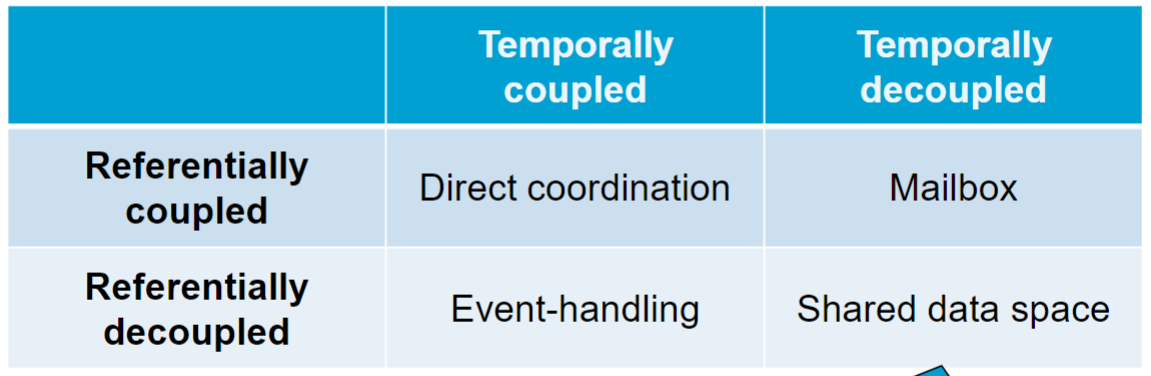 Temporally
coupled
Temporally
decoupled
Referentially
coupled
Direct coordination
Mailbox
Referentially
decoupled
Event-handling
Shared data space